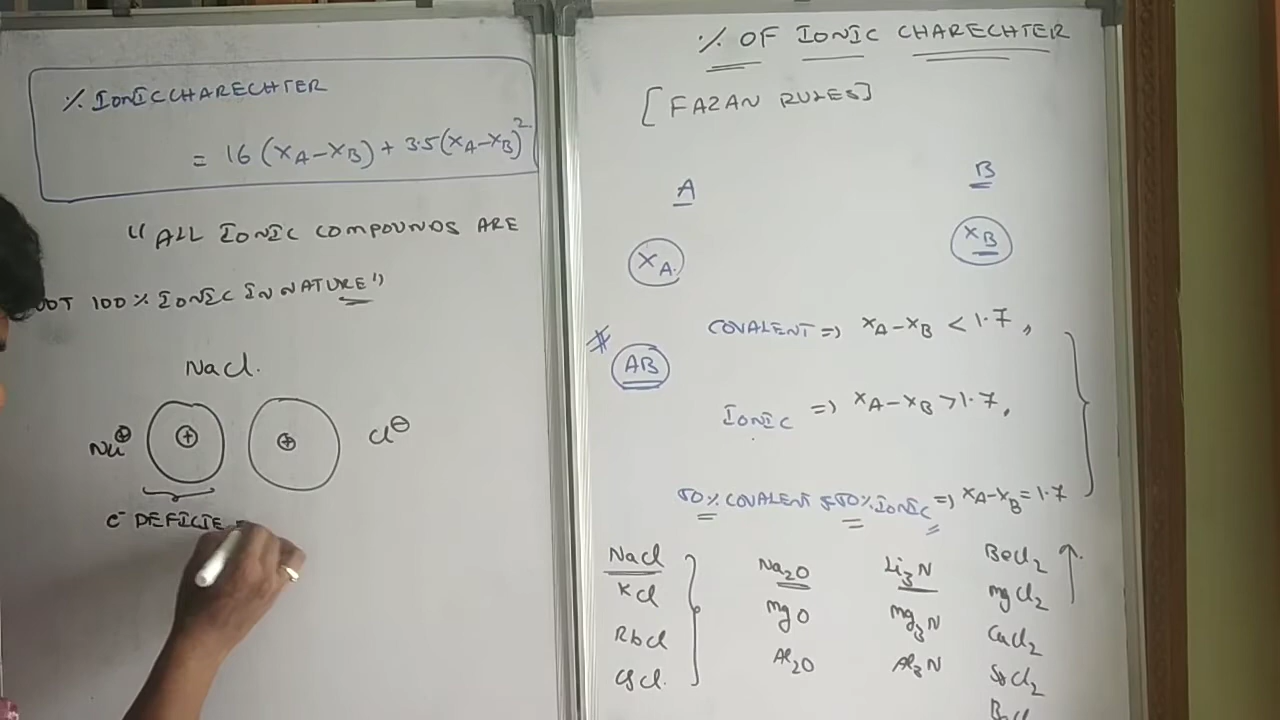 % IONIC CHARECHTER
= 16 (XA-XB) + 3.5(XA-XB)²
"ALL IONIC COMPOUNDS ARE
NOT 100% IONIC IN NATURE"
NaCl.
Na⊕ ⊕ ⊕ Cl⊖
e⁻ DEFICIE
% OF IONIC CHARECHTER
[FAZAN RULES]
A B
XA. XB
COVALENT => XA-XB < 1.7,
* AB
IONIC => XA-XB > 1.7,
50% COVALENT & 50% IONIC => XA-XB = 1.7
NaCl Na2O Li3N BeCl2
KCl MgO Mg3N MgCl2
RbCl Al2O Al3N CaCl2
CsCl. SrCl2